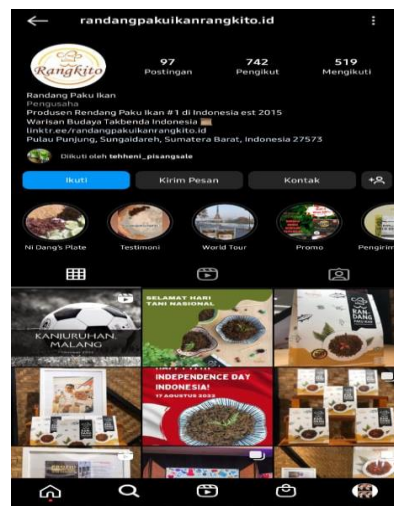 randangpakuikanrangkito.id
Rangkito
97 742 519
Postingan Pengikut Mengikuti
Randang Paku Ikan
Pengusaha
Produsen Rendang Paku Ikan #1 di Indonesia est 2015
Warisan Budaya Takbenda Indonesia
linktr.ee/randangpakuikanrangkito.id
Pulau Punjung, Sungaidareh, Sumatera Barat, Indonesia 27573
Diikuti oleh tehheni_pisangsale
Ikuti Kirim Pesan Kontak
Ni Dang's Plate Testimoni World Tour Promo Pengirim
KANJURUHAN,
MALANG
SELAMAT HARI
TANI NASIONAL
RAN-
DANG
INDEPENDENCE DAY
INDONESIA!
17 AGUSTUS 2022